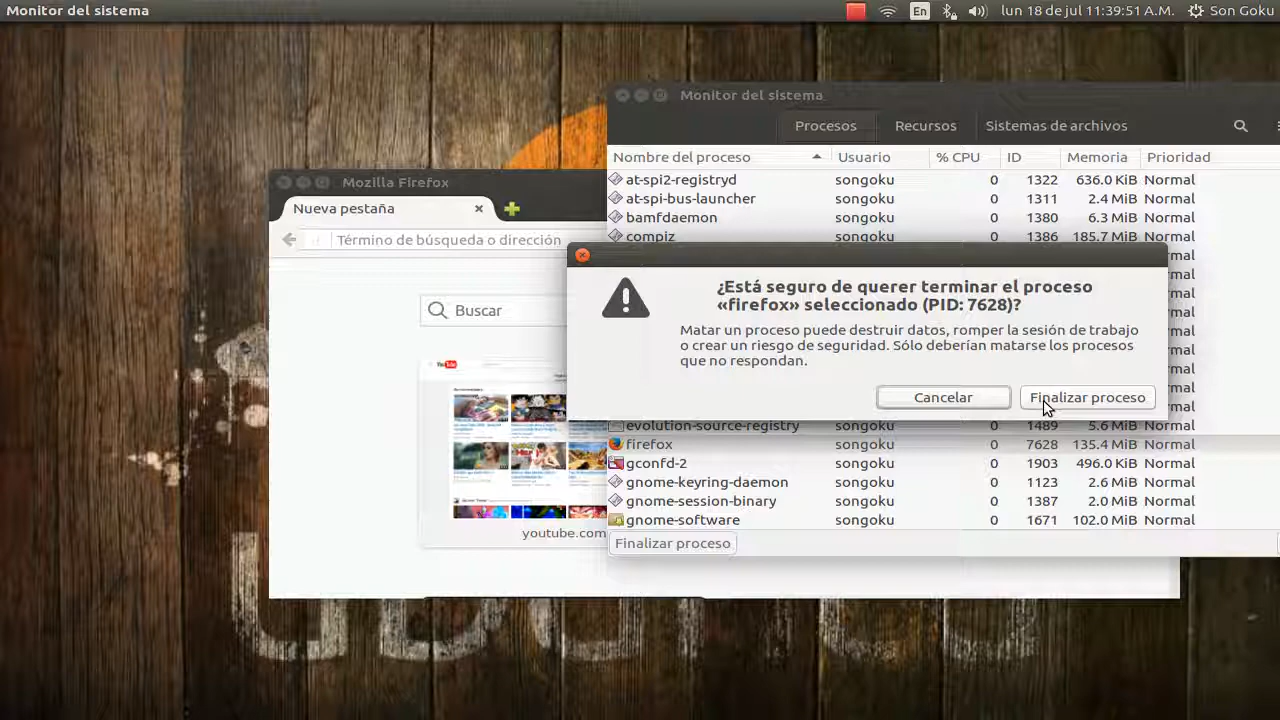 Monitor del sistema
En
lun 18 de jul 11:39:51 A.M.
Son Goku
Monitor del sistema
Procesos
Recursos
Sistemas de archivos
Nombre del proceso Usuario % CPU ID Memoria Prioridad
at-spi2-registryd songoku 0 1322 636.0 KiB Normal
at-spi-bus-launcher songoku 0 1311 2.4 MiB Normal
bamfdaemon songoku 0 1380 6.3 MiB Normal
compiz songoku 0 1386 185.7 MiB Normal
Mozilla Firefox
Nueva pestaña
Término de búsqueda o dirección
Buscar
YouTube
youtube.com
¿Está seguro de querer terminar el proceso
«firefox» seleccionado (PID: 7628)?
Matar un proceso puede destruir datos, romper la sesión de trabajo
o crear un riesgo de seguridad. Sólo deberían matarse los procesos
que no respondan.
Cancelar
Finalizar proceso
evolution-source-registry songoku 0 1489 5.6 MiB Normal
firefox songoku 0 7628 135.4 MiB Normal
gconfd-2 songoku 0 1903 496.0 KiB Normal
gnome-keyring-daemon songoku 0 1123 2.6 MiB Normal
gnome-session-binary songoku 0 1387 2.0 MiB Normal
gnome-software songoku 0 1671 102.0 MiB Normal
Finalizar proceso